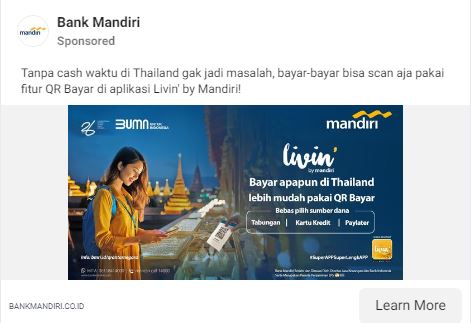 Bank Mandiri
Sponsored
mandiri
Tanpa cash waktu di Thailand gak jadi masalah, bayar-bayar bisa scan aja pakai
fitur QR Bayar di aplikasi Livin' by Mandiri!
BUMN
mandiri
livin'
by mandiri
Bayar apapun di Thailand
lebih mudah pakai QR Bayar
Bebas pilih sumber dana
Tabungan | Kartu Kredit | Paylater
livin'
#SuperAPPSuperLengkAPP
BANKMANDIRI.CO.ID
Learn More